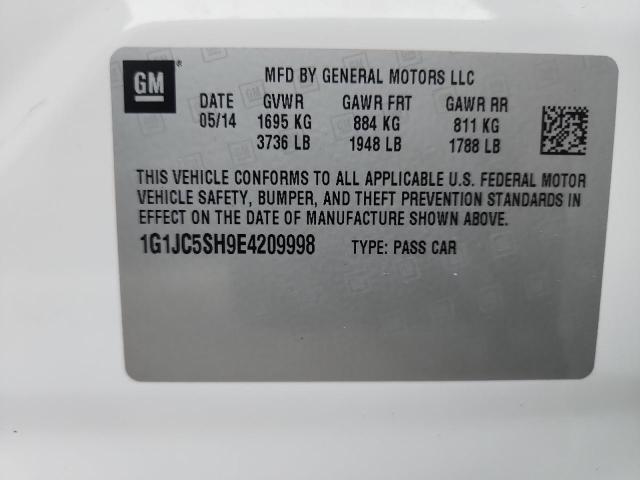 GM ® MFD BY GENERAL MOTORS LLC
DATE GVWR GAWR FRT GAWR RR
05/14 1695 KG 884 KG 811 KG
3736 LB 1948 LB 1788 LB
THIS VEHICLE CONFORMS TO ALL APPLICABLE U.S. FEDERAL MOTOR
VEHICLE SAFETY, BUMPER, AND THEFT PREVENTION STANDARDS IN
EFFECT ON THE DATE OF MANUFACTURE SHOWN ABOVE.
1G1JC5SH9E4209998 TYPE: PASS CAR